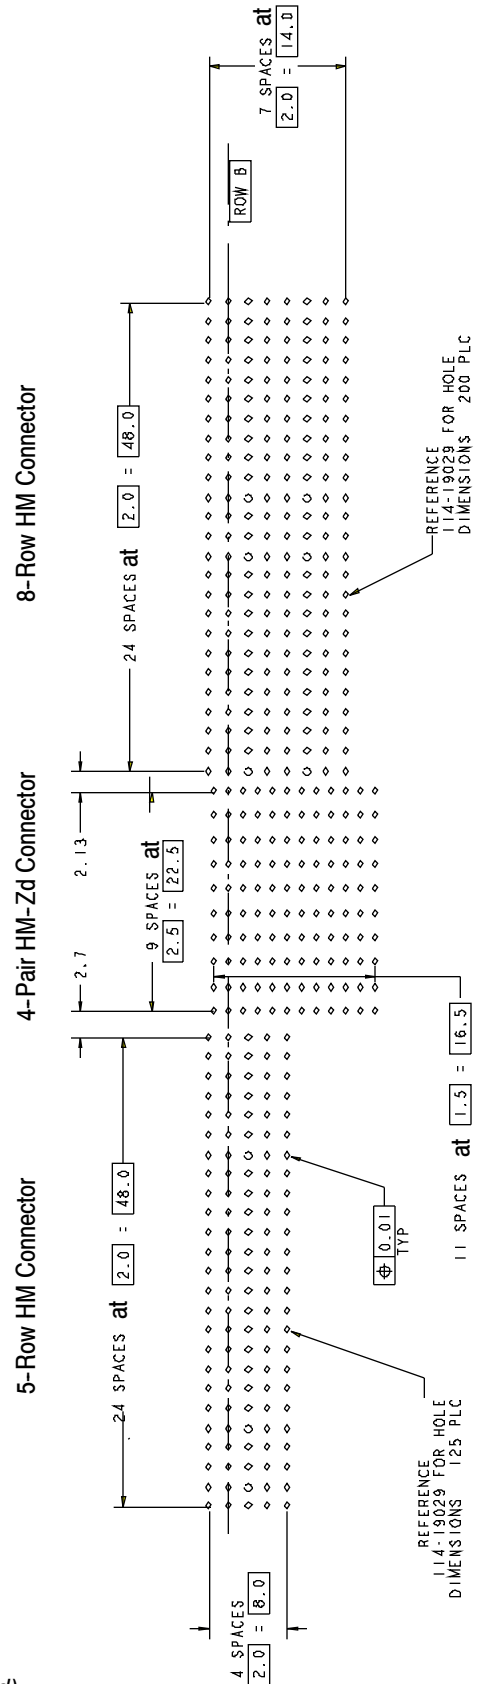 5-Row HM Connector
4-Pair HM-Zd Connector
8-Row HM Connector
24 SPACES at 2.0 = 48.0
2.7
2.13
9 SPACES at
2.5 = 22.5
24 SPACES at 2.0 = 48.0
7 SPACES at
2.0 = 14.0
ROW B
4 SPACES
2.0 = 8.0
REFERENCE
114-19029 FOR HOLE
DIMENSIONS 125 PLC
⌖ 0.01
TYP
11 SPACES at 1.5 = 16.5
REFERENCE
114-19029 FOR HOLE
DIMENSIONS 200 PLC